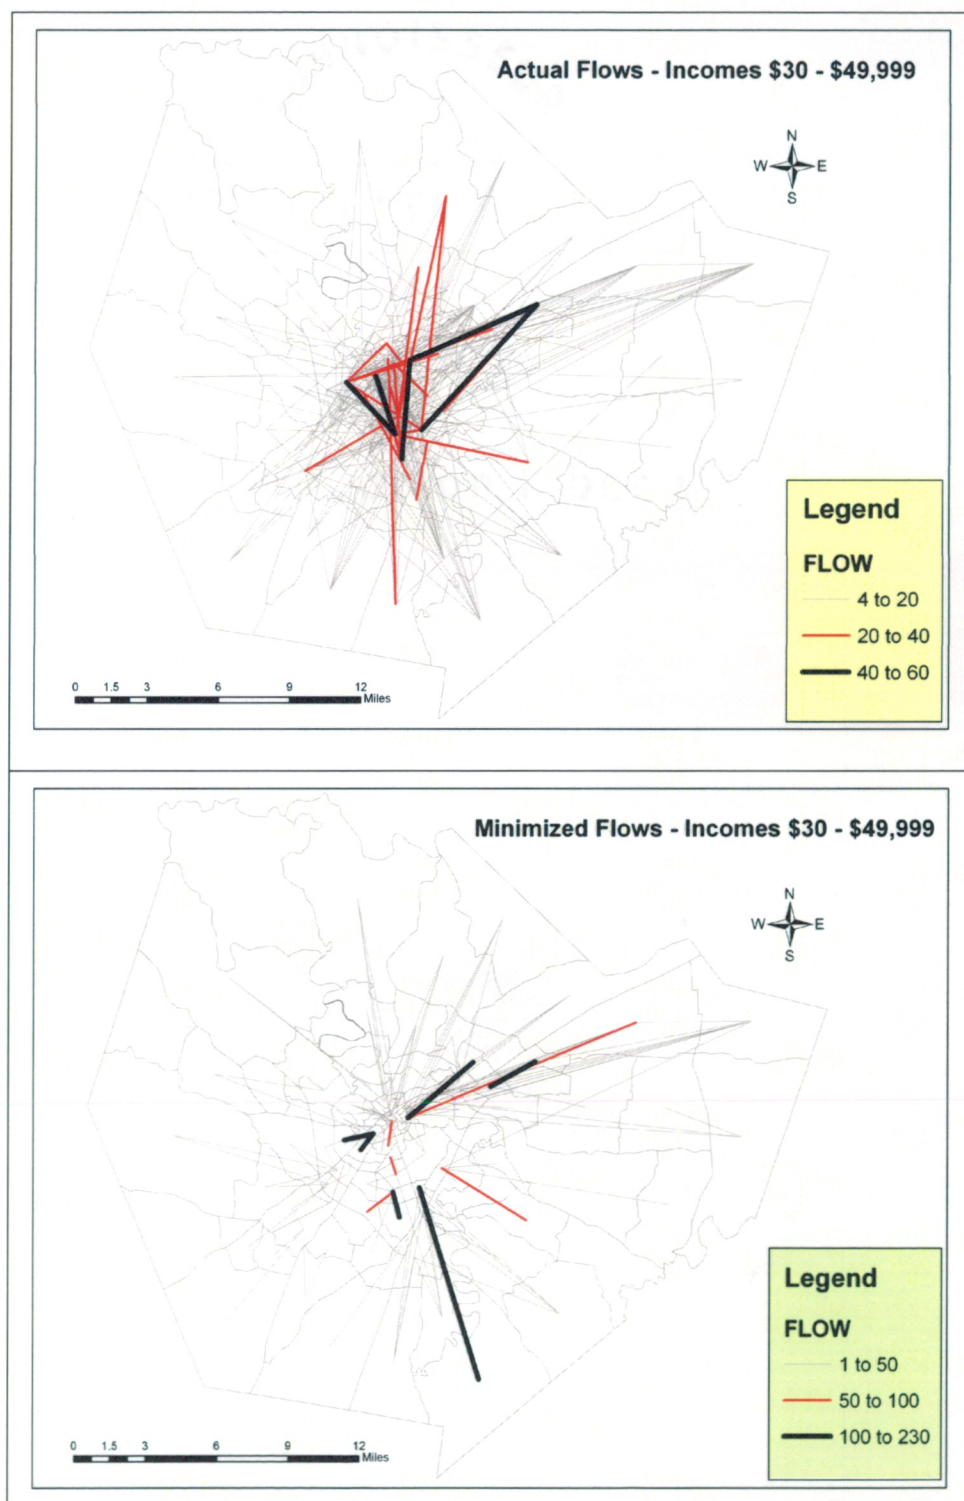 Actual Flows - Incomes $30 - $49,999
N
W E
S
Legend
FLOW
4 to 20
20 to 40
40 to 60
0 1.5 3 6 9 12
Miles
Minimized Flows - Incomes $30 - $49,999
N
W E
S
Legend
FLOW
1 to 50
50 to 100
100 to 230
0 1.5 3 6 9 12
Miles